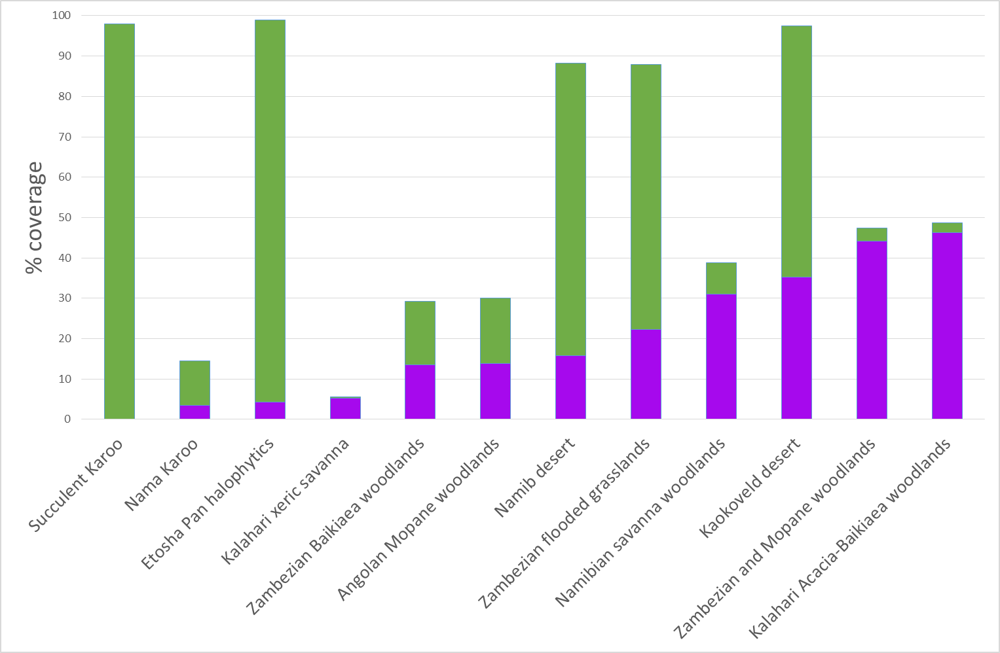 100
90
80
70
60
50
40
30
20
10
0
% coverage
Succulent Karoo
Nama Karoo
Etosha Pan halophytics
Kalahari xeric savanna
Zambezian Baikiaea woodlands
Angolan Mopane woodlands
Namib desert
Zambezian flooded grasslands
Namibian savanna woodlands
Kaokoveld desert
Zambezian and Mopane woodlands
Kalahari Acacia-Baikiaea woodlands